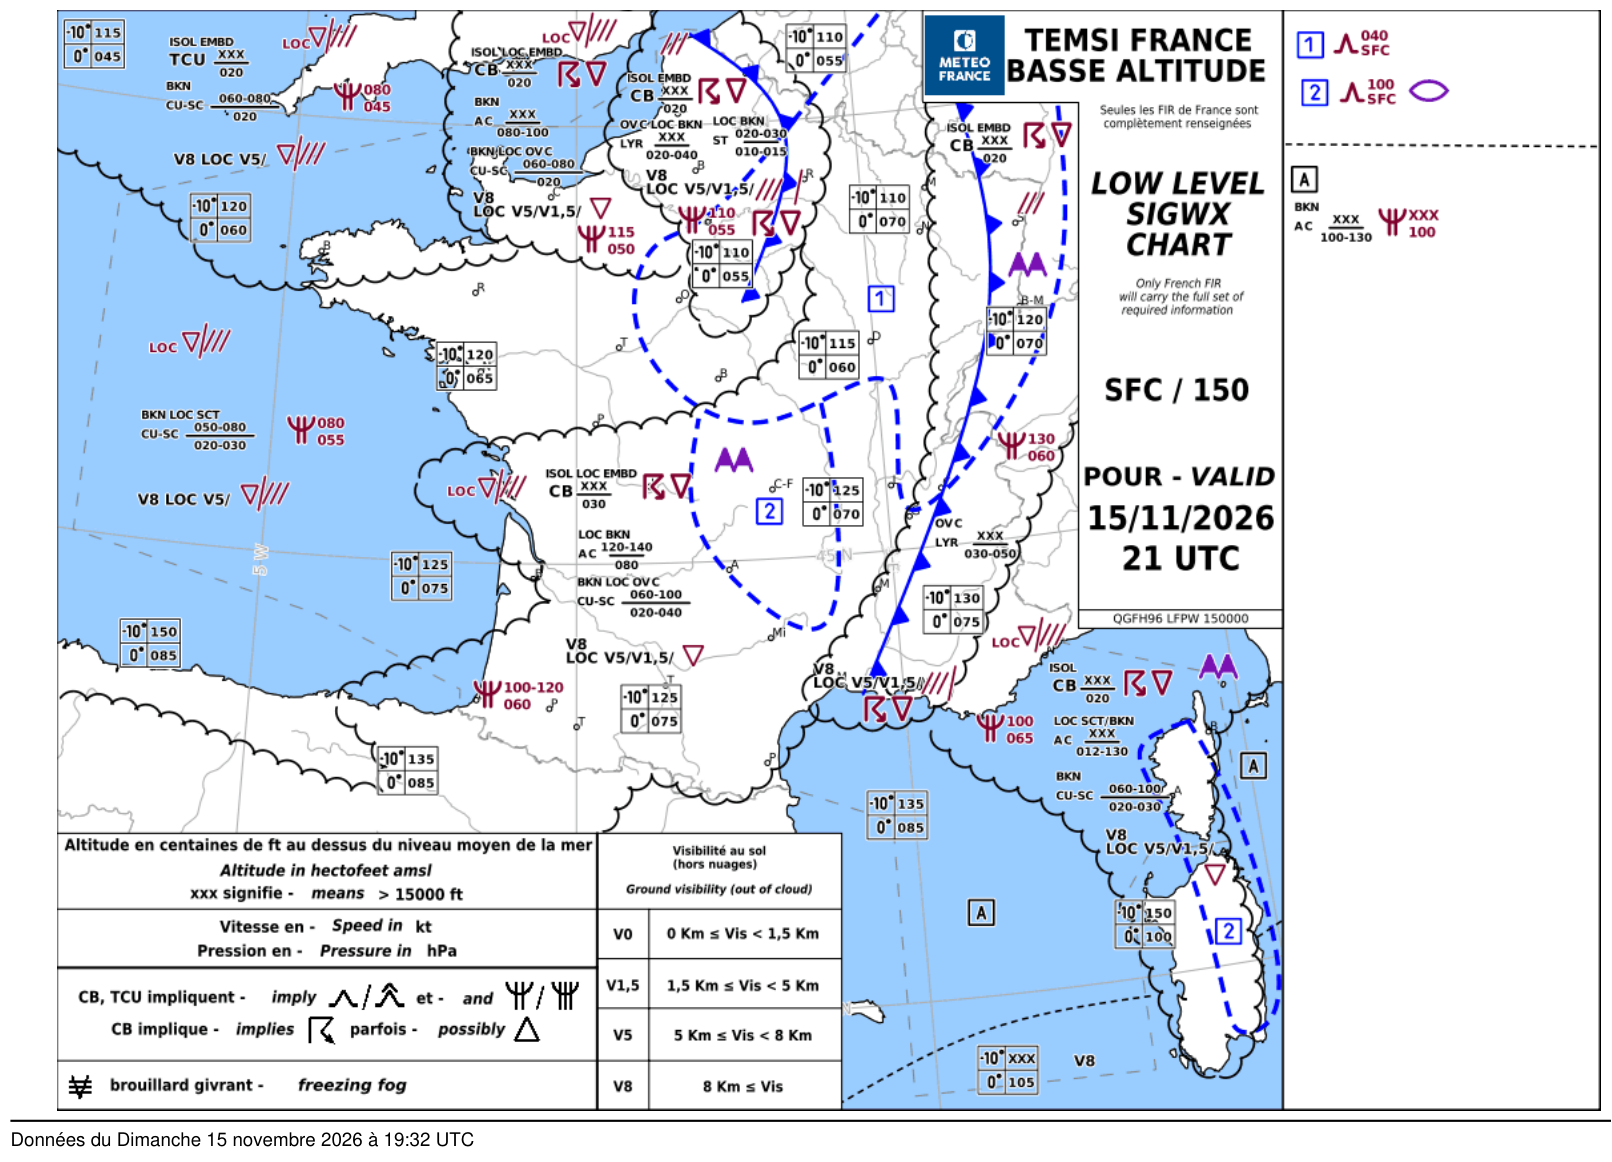 -10° 115
0° 045
ISOL EMBD
TCU XXX
020
BKN
CU-SC 060-080
020
LOC
080
045
V8 LOC V5/
-10° 120
0° 060
LOC
ISOL LOC EMBD
CB XXX
020
BKN
AC XXX
080-100
BKN LOC OVC
CU-SC 060-080
020
V8
LOC V5/V1,5/
115
050
ISOL EMBD
CB XXX
020
OVC LOC BKN
LYR XXX
020-040
LOC BKN
ST 020-030
010-015
V8
LOC V5/V1,5/
110
055
-10° 110
0° 055
-10° 110
0° 055
-10° 110
0° 070
1
-10° 115
0° 060
B
R
C
B
R
O
T
B
P
M
N
S
D
B-M
ISOL EMBD
CB XXX
020
-10° 120
0° 070
130
060
LOC
-10° 120
0° 065
BKN LOC SCT
CU-SC 050-080
020-030
080
055
V8 LOC V5/
5 W
LOC
ISOL LOC EMBD
CB XXX
030
LOC BKN
AC 120-140
080
BKN LOC OVC
CU-SC 060-100
020-040
V8
LOC V5/V1,5/
C-F
2
-10° 125
0° 070
45 N
A
Mi
B
L
M
OVC
LYR XXX
030-050
-10° 130
0° 075
-10° 125
0° 075
-10° 150
0° 085
100-120
060
P
T
T
P
-10° 125
0° 075
-10° 135
0° 085
V8
LOC V5/V1,5/
LOC
N
ISOL
CB XXX
020
100
065
LOC SCT/BKN
AC XXX
012-130
BKN
CU-SC 060-100
020-030
V8
LOC V5/V1,5/
B
A
A
-10° 135
0° 085
A
-10° 150
0° 100
2
-10° XXX
0° 105
V8
METEO
FRANCE
TEMSI FRANCE
BASSE ALTITUDE
Seules les FIR de France sont
complètement renseignées
LOW LEVEL
SIGWX
CHART
Only French FIR
will carry the full set of
required information
SFC / 150
POUR - VALID
15/11/2026
21 UTC
QGFH96 LFPW 150000
1 040
SFC
2 100
SFC
A
BKN
AC XXX
100-130
XXX
100
Altitude en centaines de ft au dessus du niveau moyen de la mer
Altitude in hectofeet amsl
xxx signifie - means > 15000 ft
Vitesse en - Speed in kt
Pression en - Pressure in hPa
CB, TCU impliquent - imply / et - and /
CB implique - implies parfois - possibly
brouillard givrant - freezing fog
Visibilité au sol
(hors nuages)
Ground visibility (out of cloud)
V0 0 Km ≤ Vis < 1,5 Km
V1,5 1,5 Km ≤ Vis < 5 Km
V5 5 Km ≤ Vis < 8 Km
V8 8 Km ≤ Vis
Données du Dimanche 15 novembre 2026 à 19:32 UTC